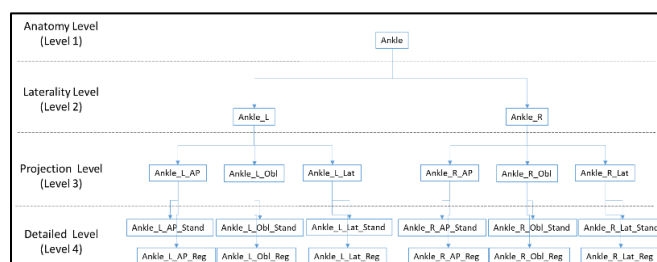 Anatomy Level
(Level 1)
Ankle
Laterality Level
(Level 2)
Ankle_L
Ankle_R
Projection Level
(Level 3)
Ankle_L_AP
Ankle_L_Obl
Ankle_L_Lat
Ankle_R_AP
Ankle_R_Obl
Ankle_R_Lat
Detailed Level
(Level 4)
Ankle_L_AP_Stand
Ankle_L_Obl_Stand
Ankle_L_Lat_Stand
Ankle_R_AP_Stand
Ankle_R_Obl_Stand
Ankle_R_Lat_Stand
Ankle_L_AP_Reg
Ankle_L_Obl_Reg
Ankle_L_Lat_Reg
Ankle_R_AP_Reg
Ankle_R_Obl_Reg
Ankle_R_Lat_Reg